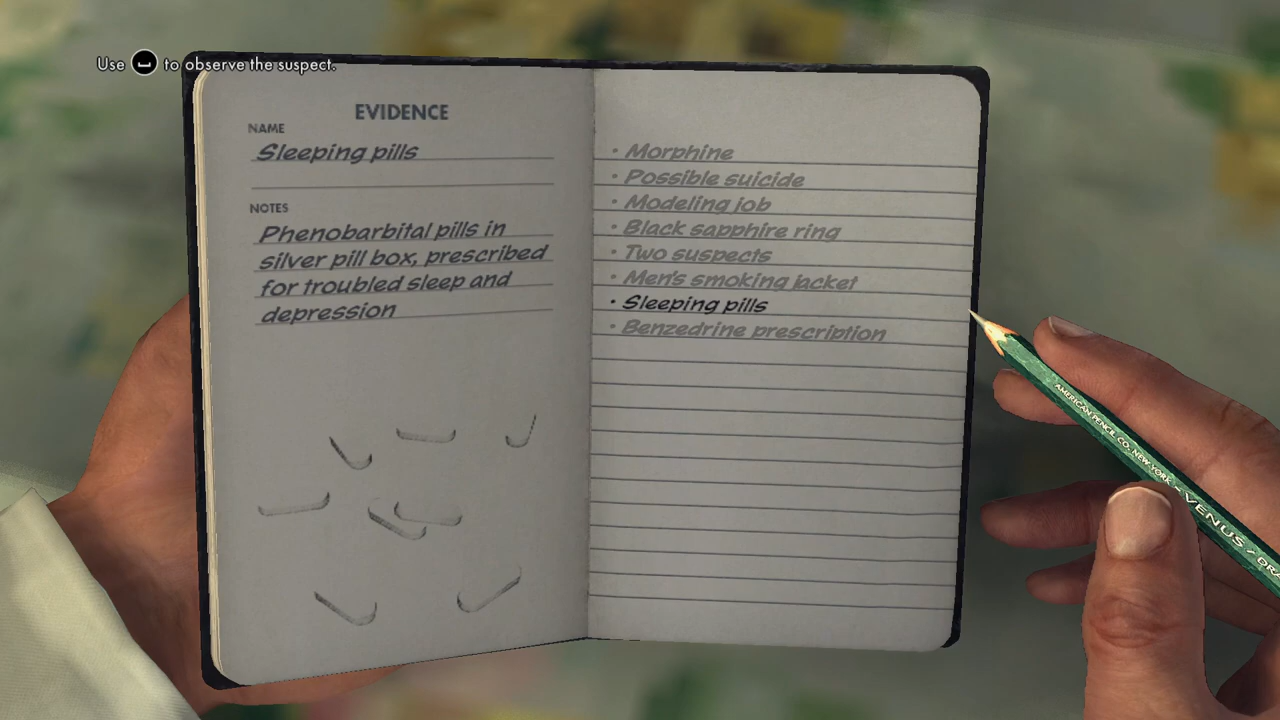 Use to observe the suspect.
EVIDENCE
NAME
Sleeping pills
NOTES
Phenobarbital pills in
silver pill box, prescribed
for troubled sleep and
depression
• Morphine
• Possible suicide
• Modeling job
• Black sapphire ring
• Two suspects
• Men's smoking jacket
• Sleeping pills
• Benzedrine prescription
AMERICAN PENCIL CO. NEW YORK - VENUS / DRA